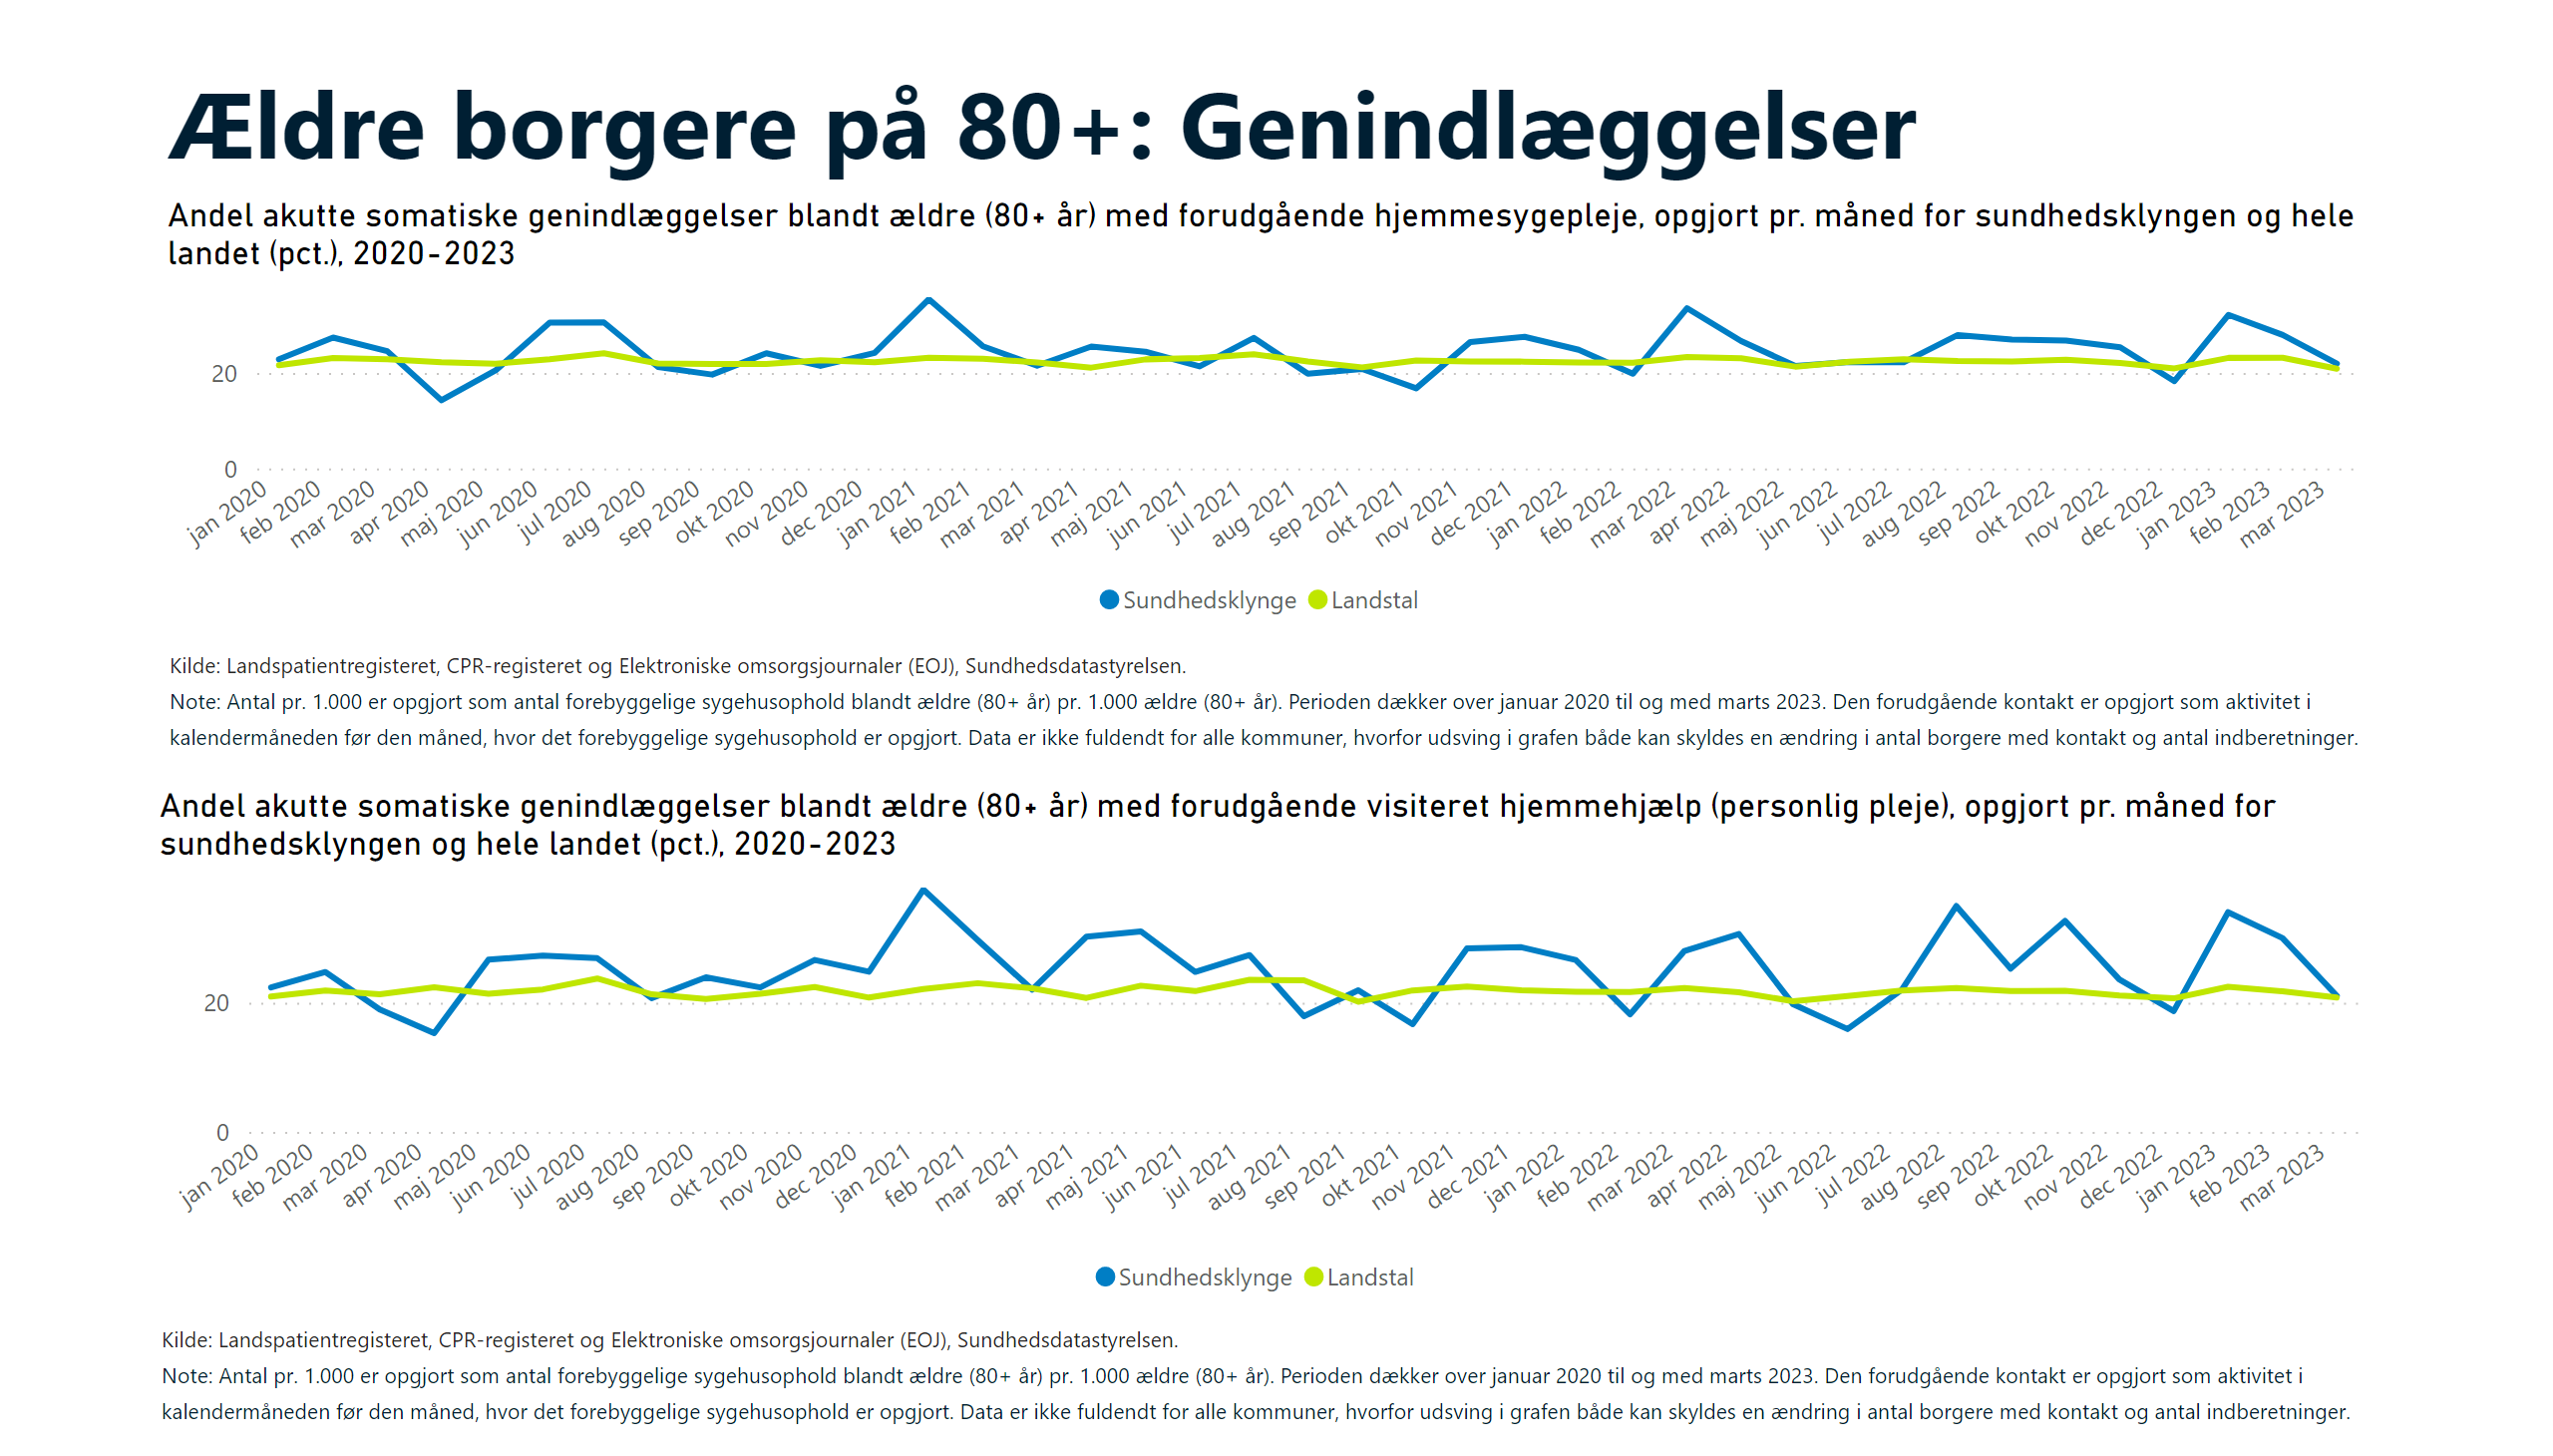 Ældre borgere på 80+: Genindlæggelser
Andel akutte somatiske genindlæggelser blandt ældre (80+ år) med forudgående hjemmesygepleje, opgjort pr. måned for sundhedsklyngen og hele
landet (pct.), 2020-2023
20
0
jan 2020
feb 2020
mar 2020
apr 2020
maj 2020
jun 2020
jul 2020
aug 2020
sep 2020
okt 2020
nov 2020
dec 2020
jan 2021
feb 2021
mar 2021
apr 2021
maj 2021
jun 2021
jul 2021
aug 2021
sep 2021
okt 2021
nov 2021
dec 2021
jan 2022
feb 2022
mar 2022
apr 2022
maj 2022
jun 2022
jul 2022
aug 2022
sep 2022
okt 2022
nov 2022
dec 2022
jan 2023
feb 2023
mar 2023
Sundhedsklynge Landstal
Kilde: Landspatientregisteret, CPR-registeret og Elektroniske omsorgsjournaler (EOJ), Sundhedsdatastyrelsen.
Note: Antal pr. 1.000 er opgjort som antal forebyggelige sygehusophold blandt ældre (80+ år) pr. 1.000 ældre (80+ år). Perioden dækker over januar 2020 til og med marts 2023. Den forudgående kontakt er opgjort som aktivitet i
kalendermåneden før den måned, hvor det forebyggelige sygehusophold er opgjort. Data er ikke fuldendt for alle kommuner, hvorfor udsving i grafen både kan skyldes en ændring i antal borgere med kontakt og antal indberetninger.
Andel akutte somatiske genindlæggelser blandt ældre (80+ år) med forudgående visiteret hjemmehjælp (personlig pleje), opgjort pr. måned for
sundhedsklyngen og hele landet (pct.), 2020-2023
20
0
jan 2020
feb 2020
mar 2020
apr 2020
maj 2020
jun 2020
jul 2020
aug 2020
sep 2020
okt 2020
nov 2020
dec 2020
jan 2021
feb 2021
mar 2021
apr 2021
maj 2021
jun 2021
jul 2021
aug 2021
sep 2021
okt 2021
nov 2021
dec 2021
jan 2022
feb 2022
mar 2022
apr 2022
maj 2022
jun 2022
jul 2022
aug 2022
sep 2022
okt 2022
nov 2022
dec 2022
jan 2023
feb 2023
mar 2023
Sundhedsklynge Landstal
Kilde: Landspatientregisteret, CPR-registeret og Elektroniske omsorgsjournaler (EOJ), Sundhedsdatastyrelsen.
Note: Antal pr. 1.000 er opgjort som antal forebyggelige sygehusophold blandt ældre (80+ år) pr. 1.000 ældre (80+ år). Perioden dækker over januar 2020 til og med marts 2023. Den forudgående kontakt er opgjort som aktivitet i
kalendermåneden før den måned, hvor det forebyggelige sygehusophold er opgjort. Data er ikke fuldendt for alle kommuner, hvorfor udsving i grafen både kan skyldes en ændring i antal borgere med kontakt og antal indberetninger.